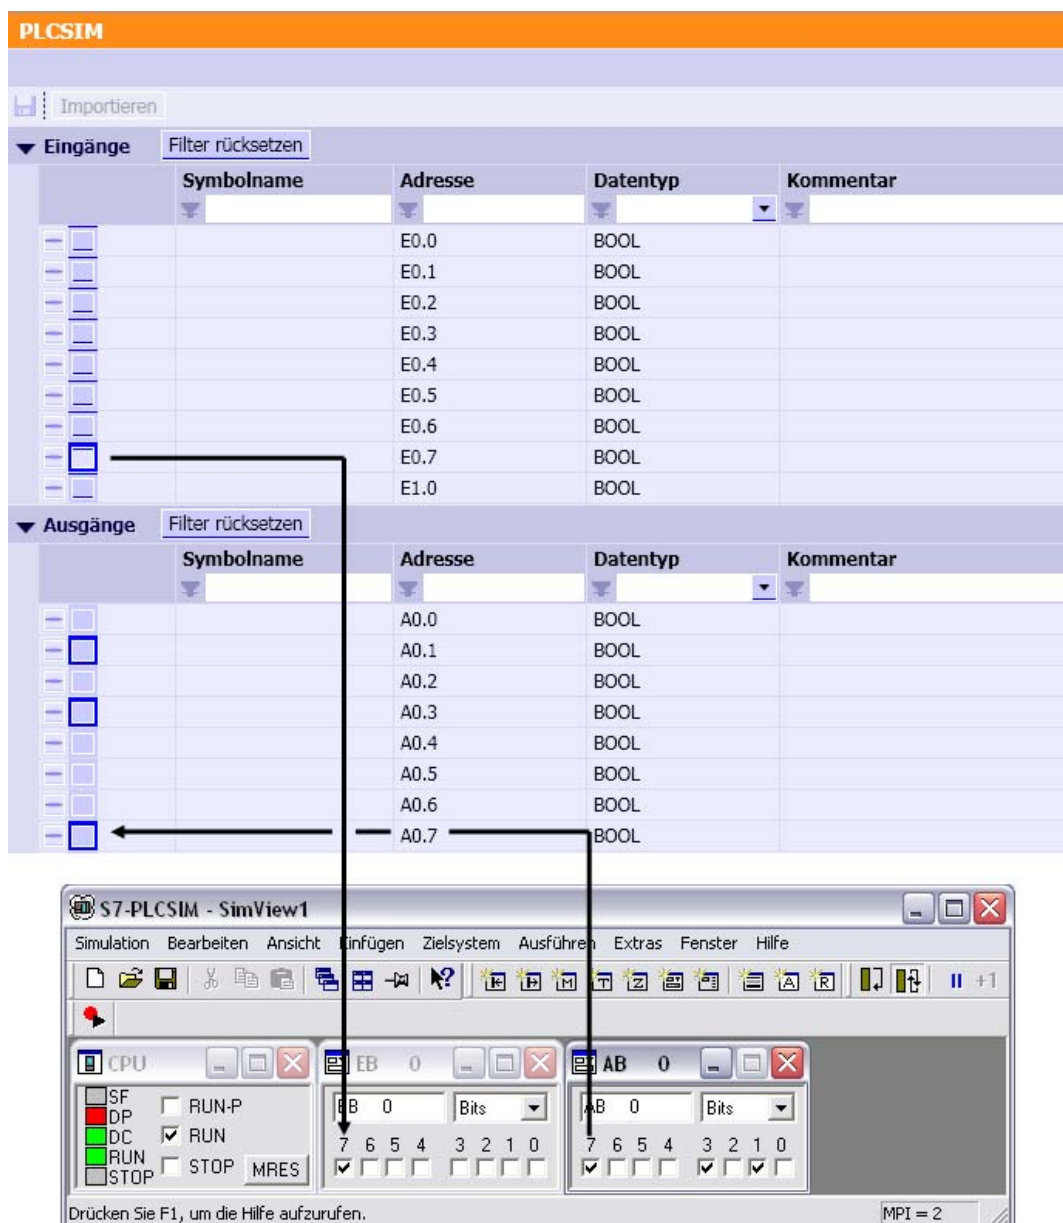 PLCSIM
Importieren
Eingänge Filter rücksetzen
Symbolname Adresse Datentyp Kommentar
E0.0 BOOL
E0.1 BOOL
E0.2 BOOL
E0.3 BOOL
E0.4 BOOL
E0.5 BOOL
E0.6 BOOL
E0.7 BOOL
E1.0 BOOL
Ausgänge Filter rücksetzen
Symbolname Adresse Datentyp Kommentar
A0.0 BOOL
A0.1 BOOL
A0.2 BOOL
A0.3 BOOL
A0.4 BOOL
A0.5 BOOL
A0.6 BOOL
A0.7 BOOL
S7-PLCSIM - SimView1
Simulation Bearbeiten Ansicht Einfügen Zielsystem Ausführen Extras Fenster Hilfe
+1
CPU
SF
DP
DC
RUN
STOP
RUN-P
RUN
STOP MRES
EB 0
EB 0 Bits
7 6 5 4 3 2 1 0
AB 0
AB 0 Bits
7 6 5 4 3 2 1 0
Drücken Sie F1, um die Hilfe aufzurufen. MPI = 2